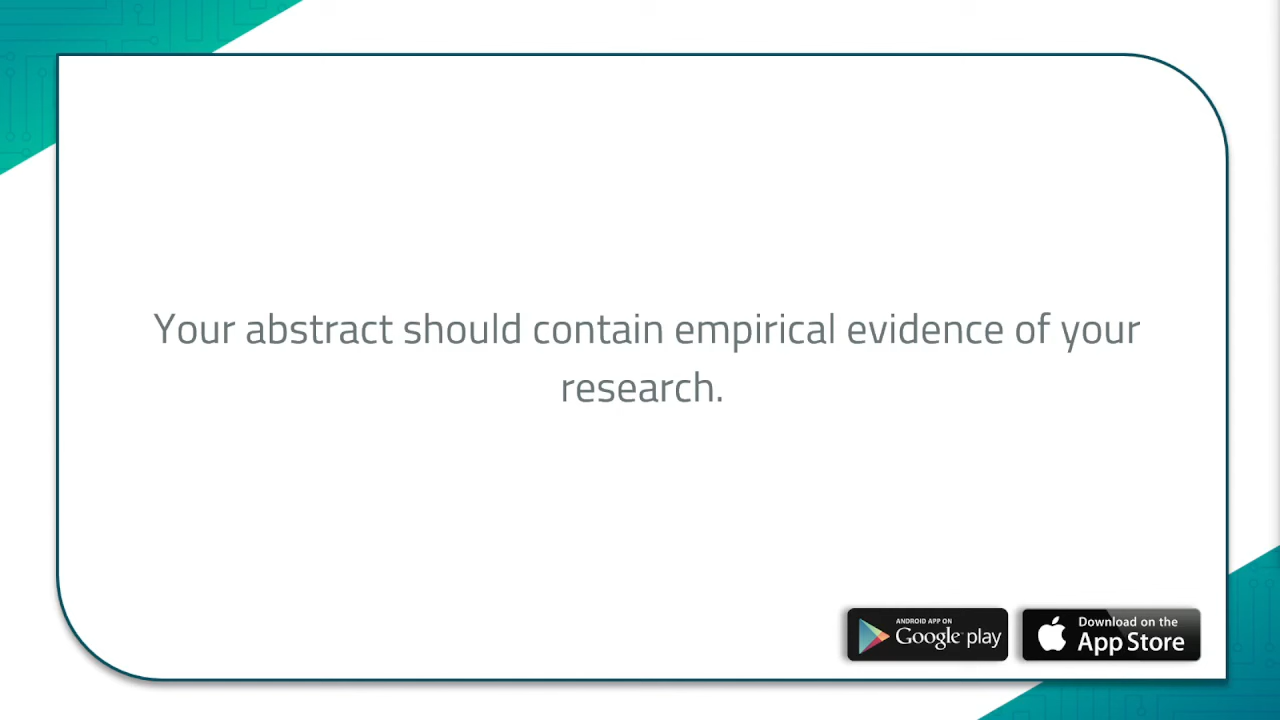 Your abstract should contain empirical evidence of your
research.
ANDROID APP ON
Google play
Download on the
App Store